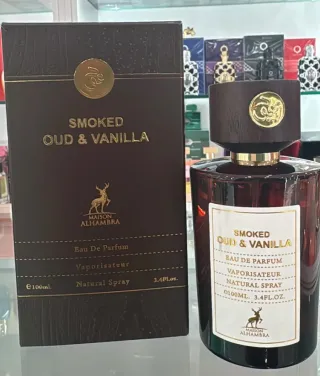 SMOKED
OUD & VANILLA
MAISON
ALHAMBRA
Eau De Parfum
Vaporisateur
℮ 100ml. Natural Spray 3.4Fl.oz.
SMOKED
OUD & VANILLA
EAU DE PARFUM
VAPORISATEUR
NATURAL SPRAY
℮100ML. 3.4FL.OZ.
MAISON
ALHAMBRA